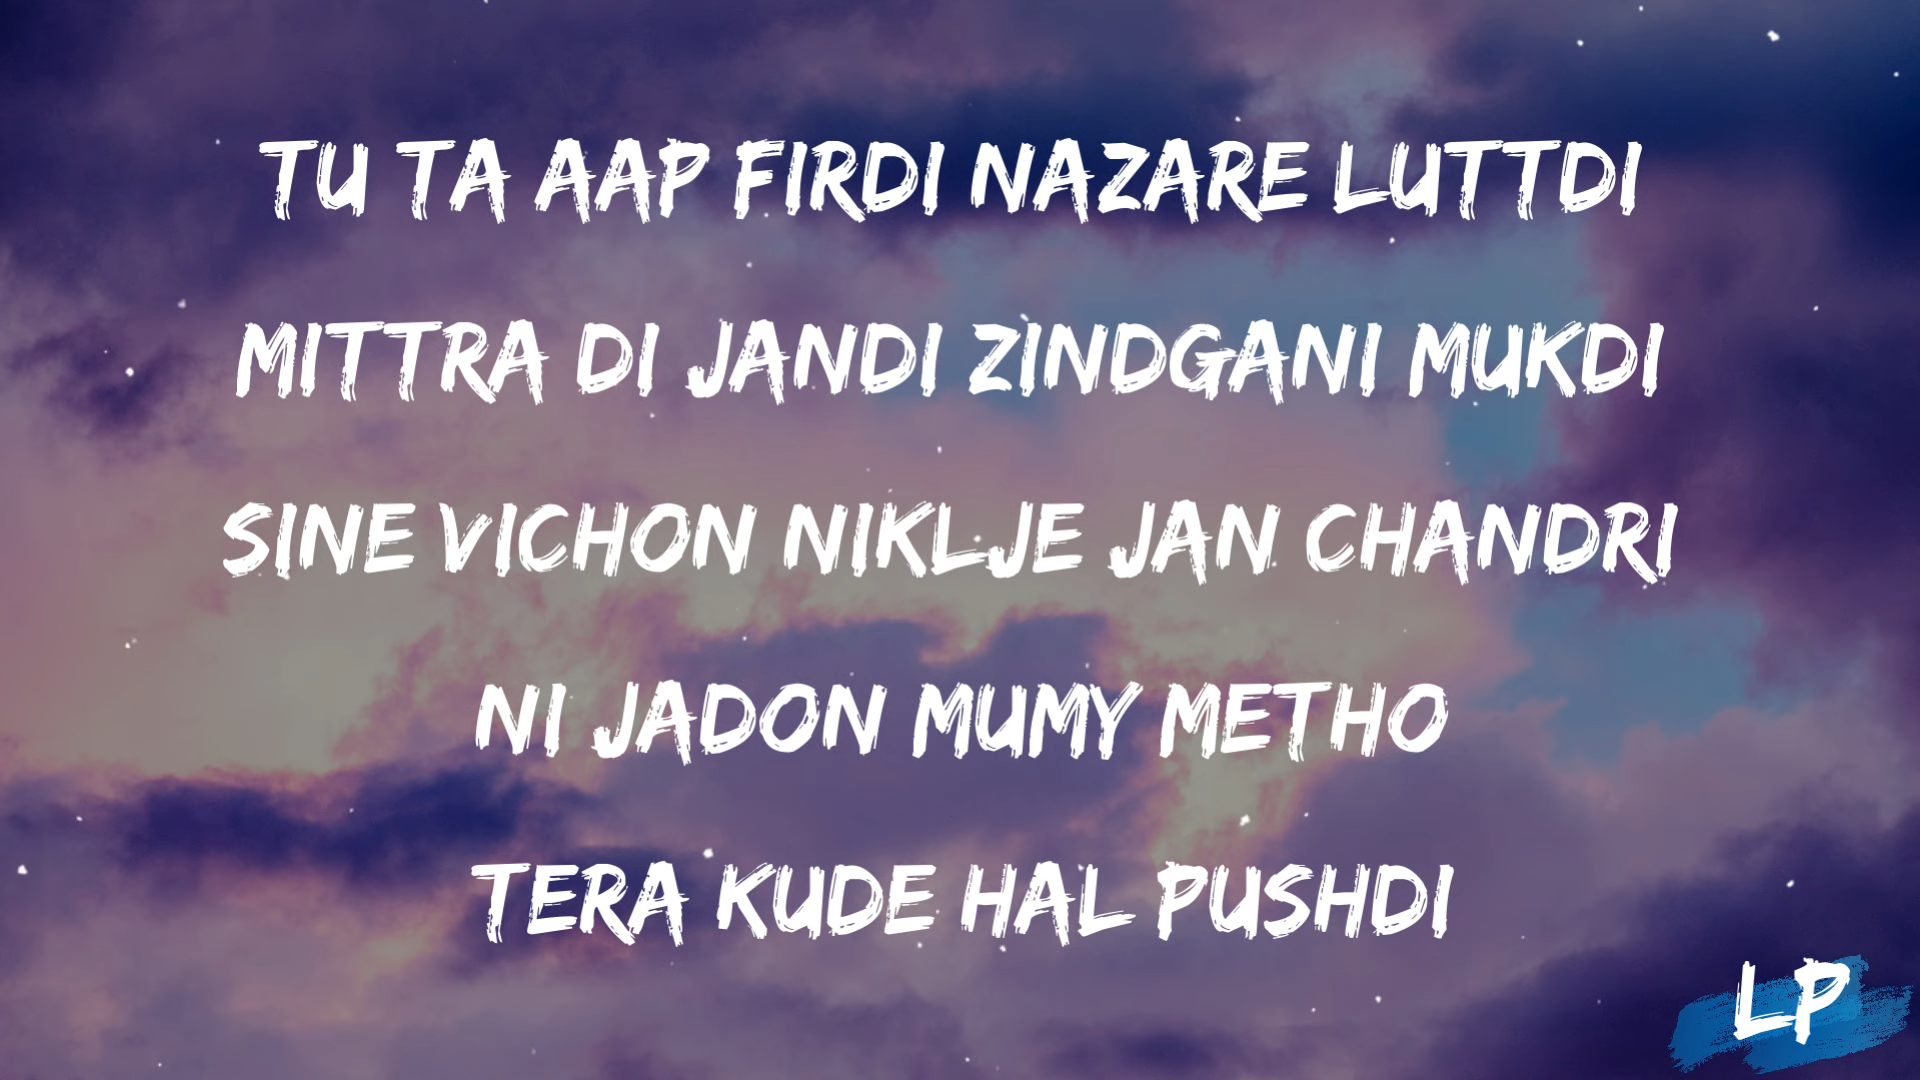 TU TA AAP FIRDI NAZARE LUTTDI
MITTRA DI JANDI ZINDGANI MUKDI
SINE VICHON NIKLJE JAN CHANDRI
NI JADON MUMY METHO
TERA KUDE HAL PUSHDI
LP